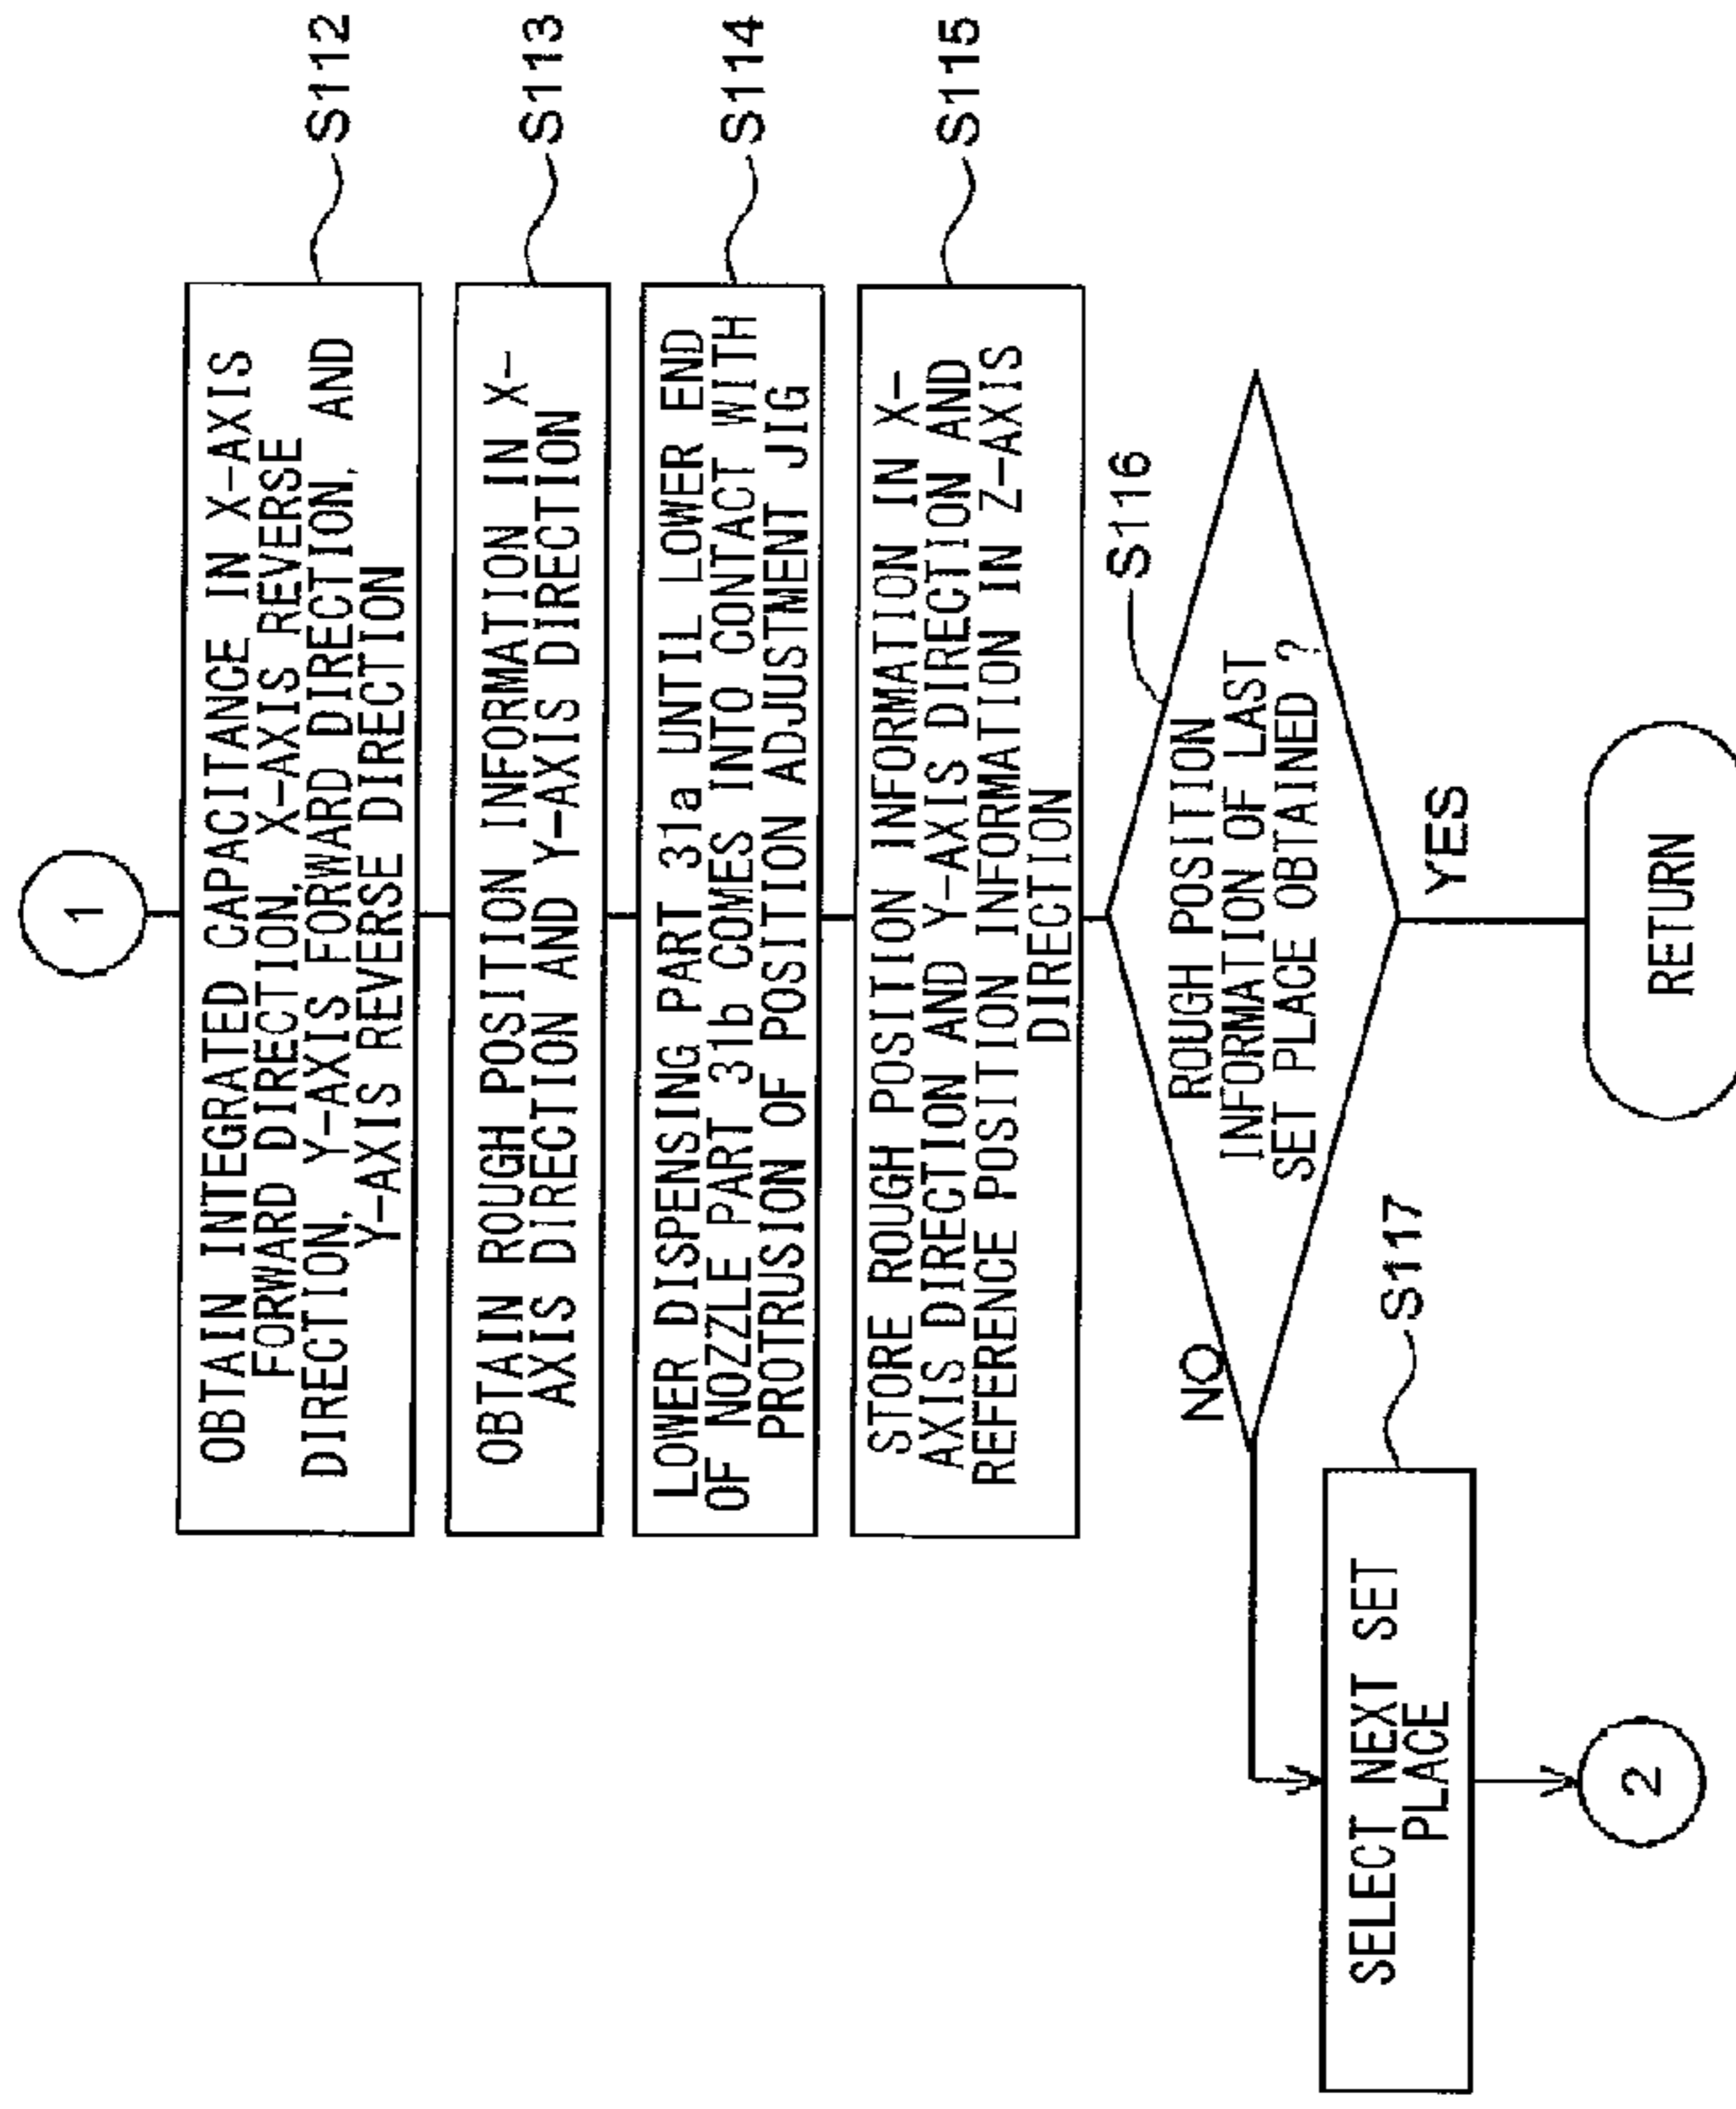 1
OBTAIN INTEGRATED CAPACITANCE IN X-AXIS
FORWARD DIRECTION, X-AXIS REVERSE
DIRECTION, Y-AXIS FORWARD DIRECTION, AND
Y-AXIS REVERSE DIRECTION
S112
OBTAIN ROUGH POSITION INFORMATION IN X-
AXIS DIRECTION AND Y-AXIS DIRECTION
S113
LOWER DISPENSING PART 31a UNTIL LOWER END
OF NOZZLE PART 31b COMES INTO CONTACT WITH
PROTRUSION OF POSITION ADJUSTMENT JIG
S114
STORE ROUGH POSITION INFORMATION IN X-
AXIS DIRECTION AND Y-AXIS DIRECTION AND
REFERENCE POSITION INFORMATION IN Z-AXIS
DIRECTION
S115
S116
ROUGH POSITION
INFORMATION OF LAST
SET PLACE OBTAINED ?
NO
YES
S117
SELECT NEXT SET
PLACE
RETURN
2